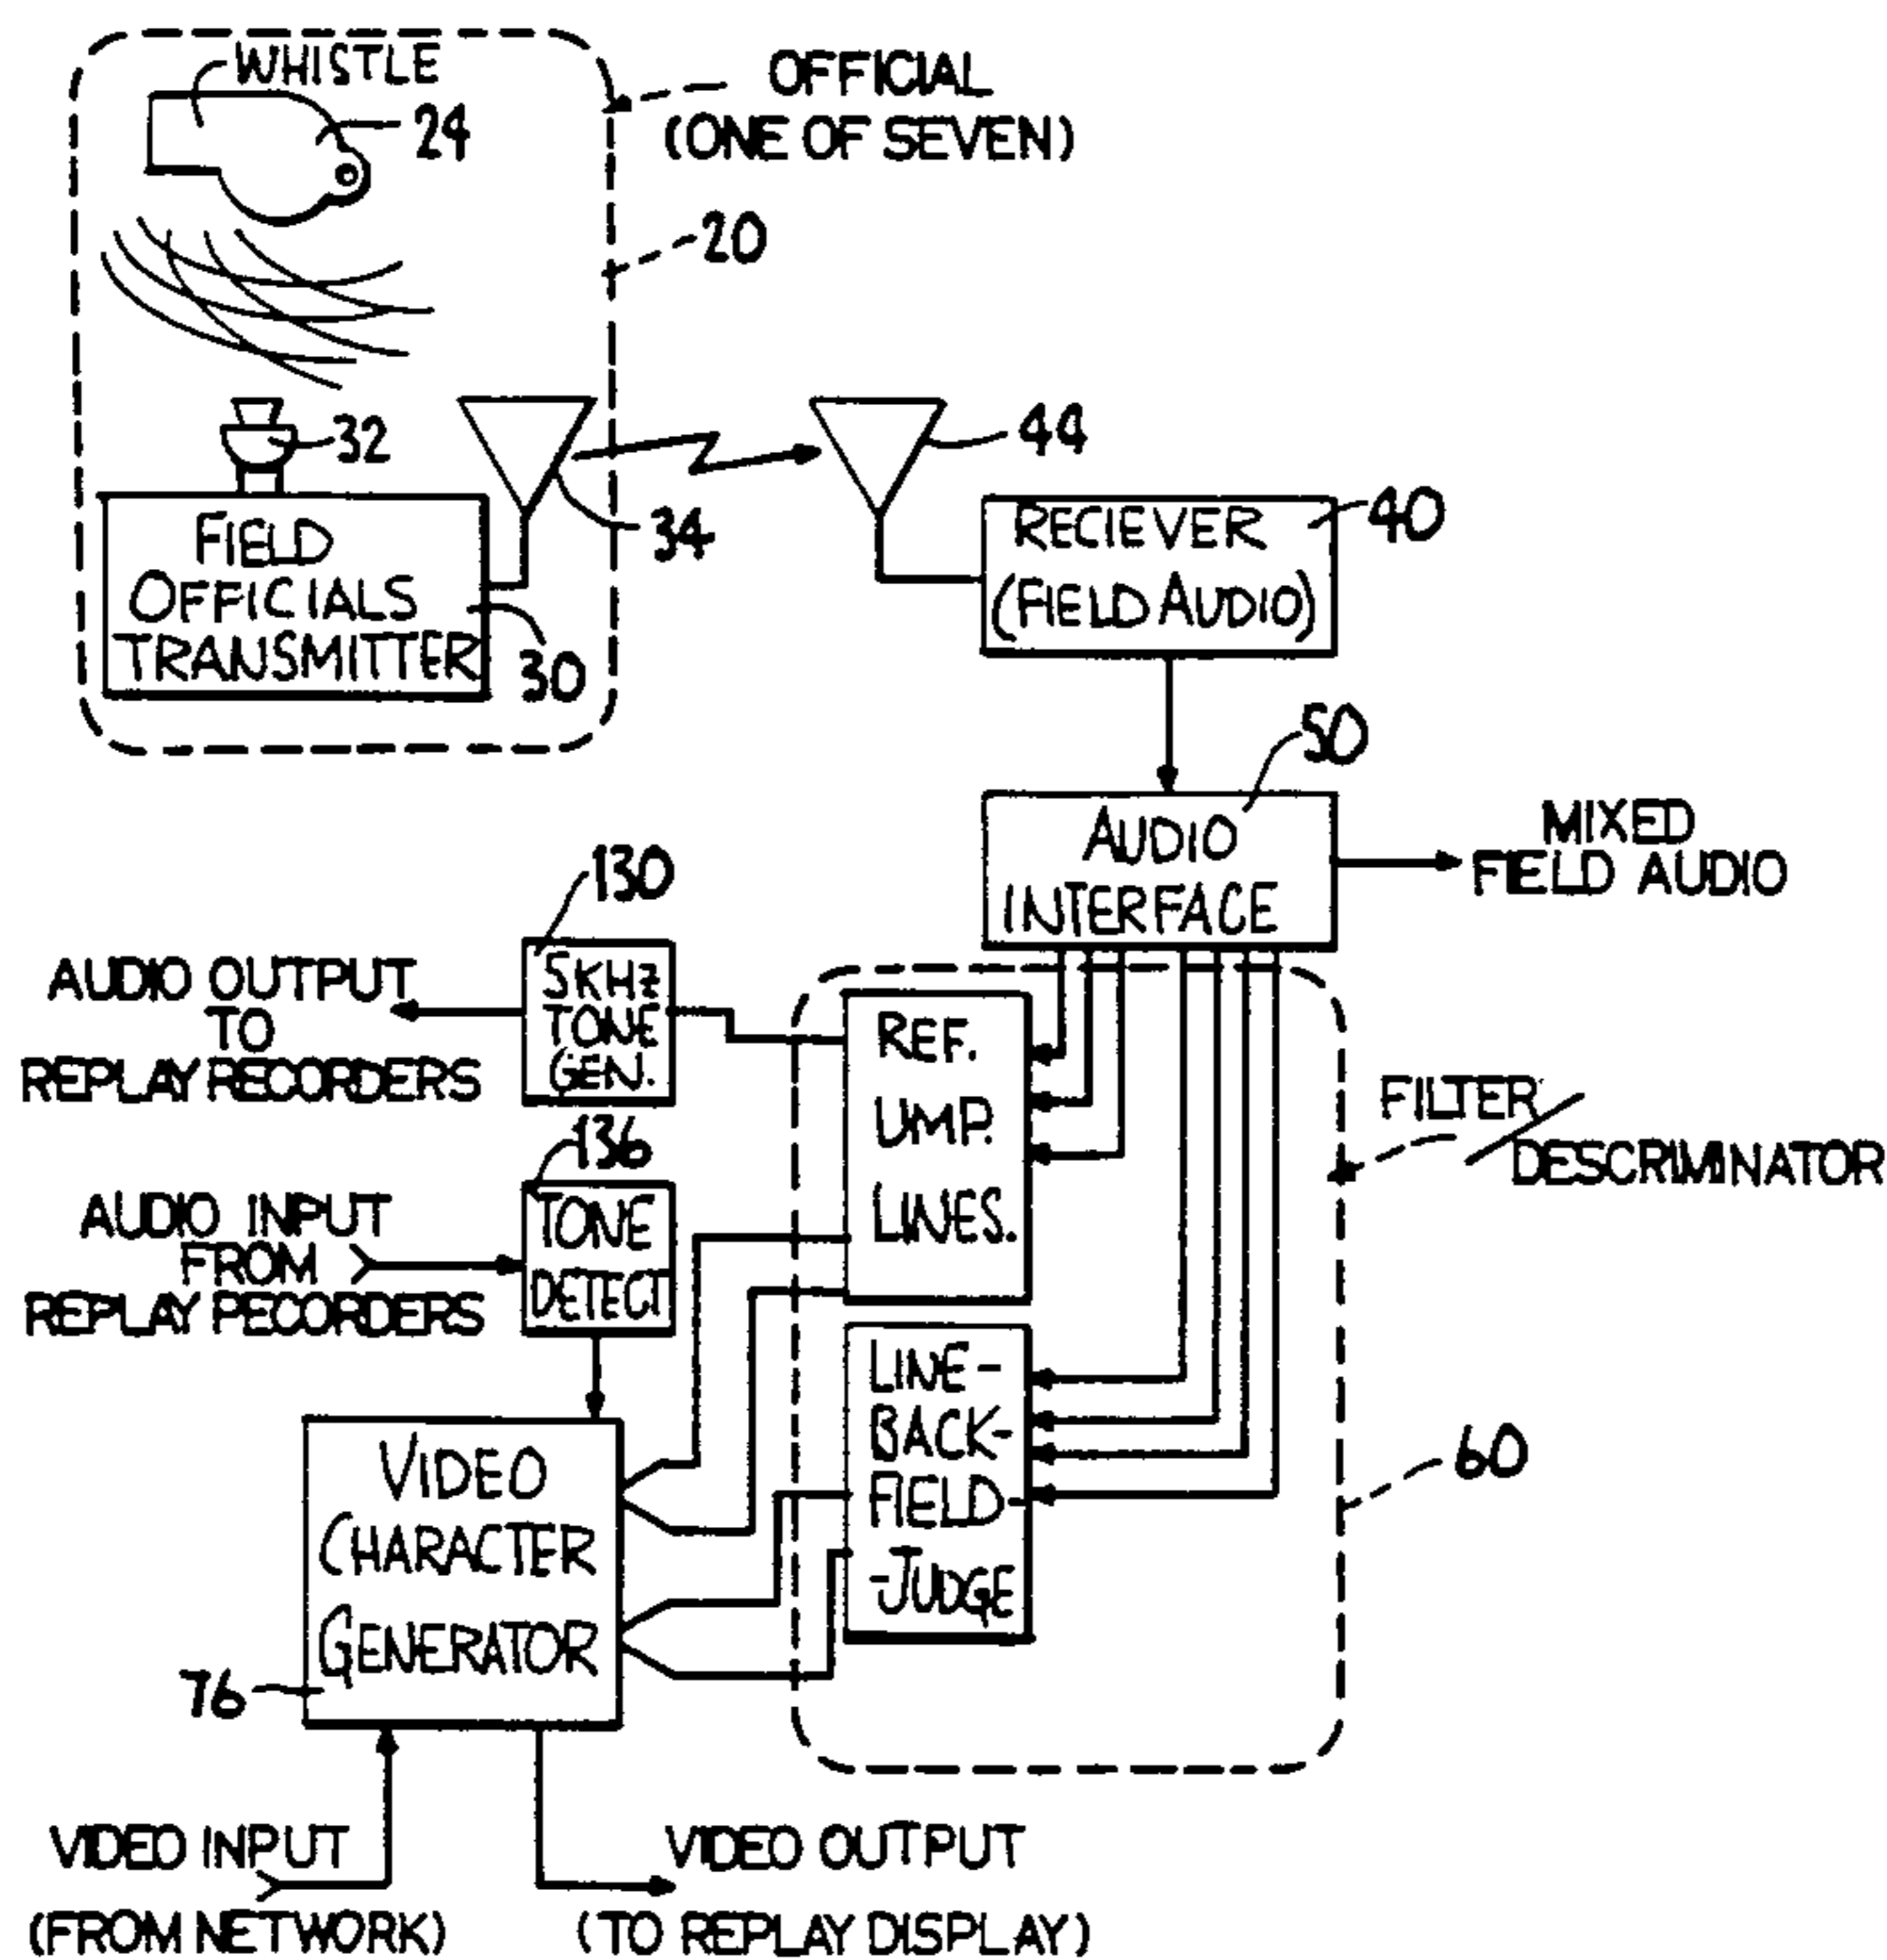 WHISTLE
24
OFFICIAL
(ONE OF SEVEN)
20
32
34
44
FIELD
OFFICIALS
TRANSMITTER
30
RECIEVER
(FIELD AUDIO)
40
50
AUDIO
INTERFACE
MIXED
FIELD AUDIO
130
5KHz
TONE
GEN.
AUDIO OUTPUT
TO
REPLAY RECORDERS
136
TONE
DETECT
AUDIO INPUT
FROM
REPLAY RECORDERS
REF.
UMP.
LINES.
FILTER/
DESCRIMINATOR
LINE-
BACK-
FIELD-
-JUDGE
60
VIDEO
CHARACTER
GENERATOR
76
VIDEO INPUT
(FROM NETWORK)
VIDEO OUTPUT
(TO REPLAY DISPLAY)